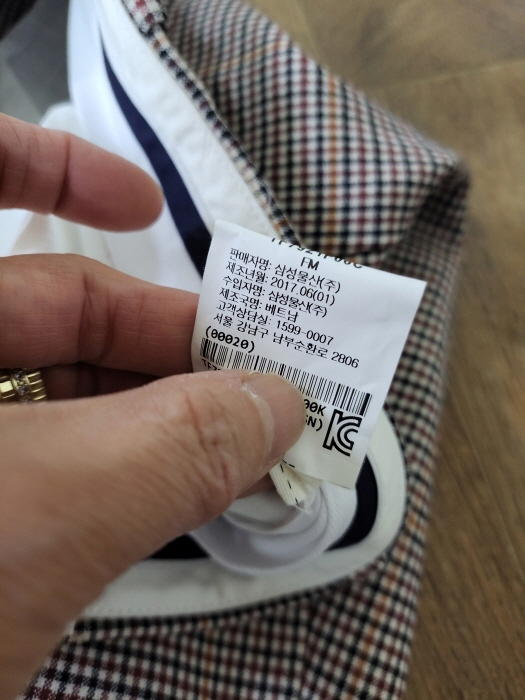 FM
판매자명: 삼성물산(주)
제조년월: 2017.06(01)
수입자명: 삼성물산(주)
제조국명: 베트남
고객상담실: 1599-0007
서울 강남구 남부순환로 2806
(00020)